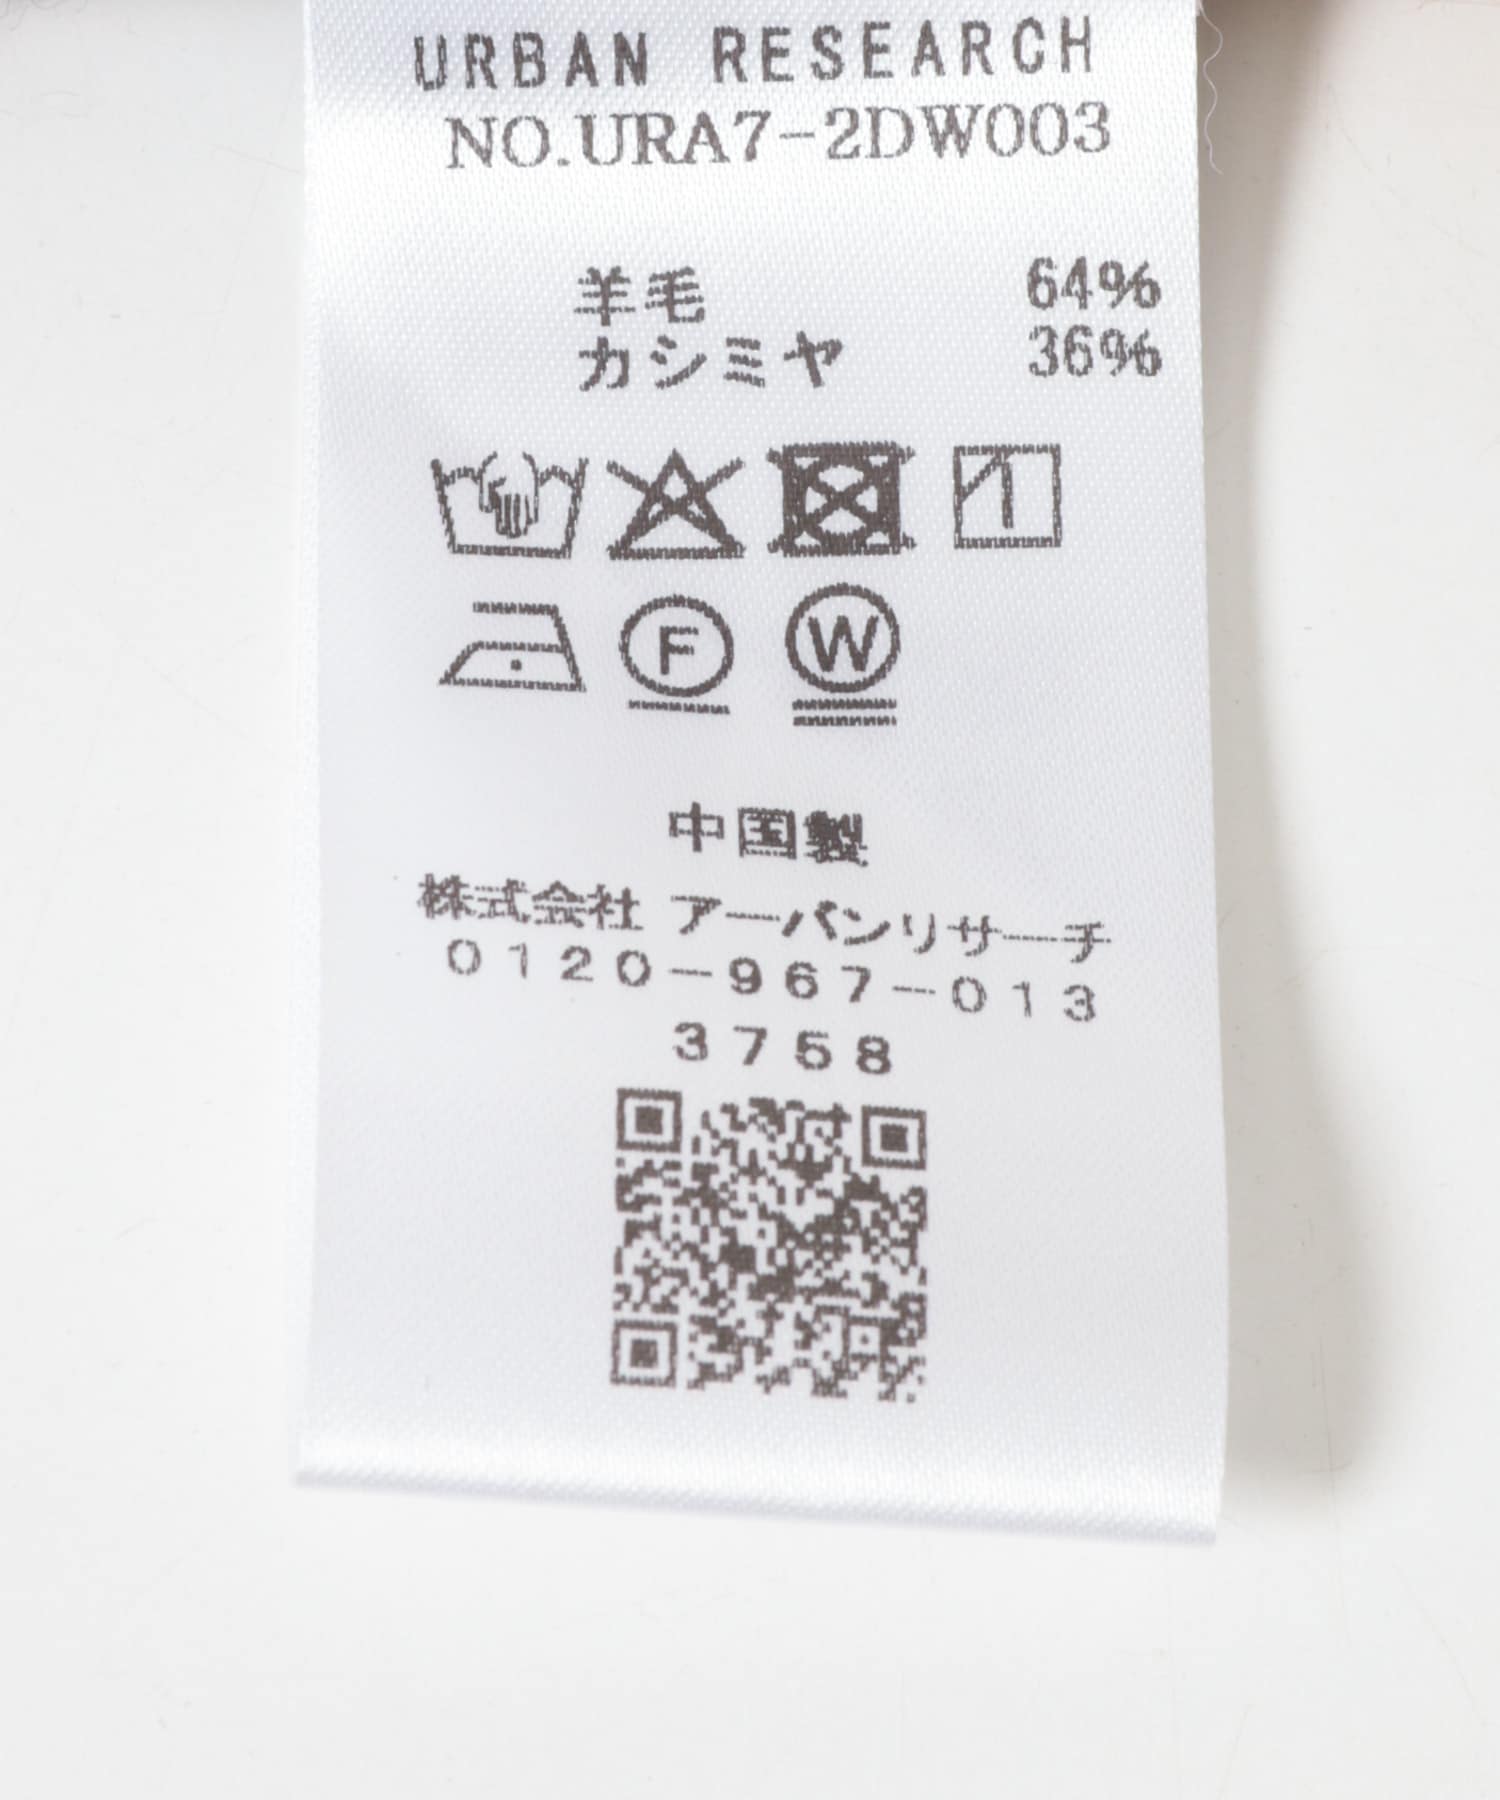 URBAN RESEARCH
NO.URA7-2DW003
羊毛 64%
カシミヤ 36%
F W
中国製
株式会社 アーバンリサーチ
0120-967-013
3758